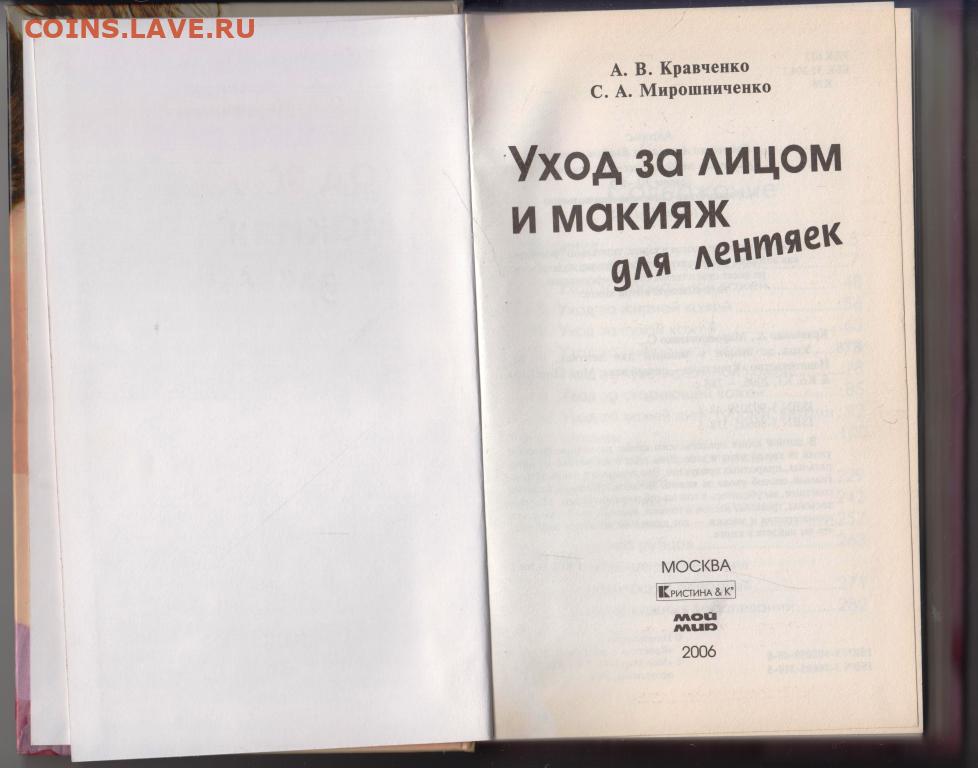 COINS.LAVE.RU
А. В. Кравченко
С. А. Мирошниченко
Уход за лицом
и макияж
для лентяек
МОСКВА
КРИСТИНА & К°
мой
мир
2006